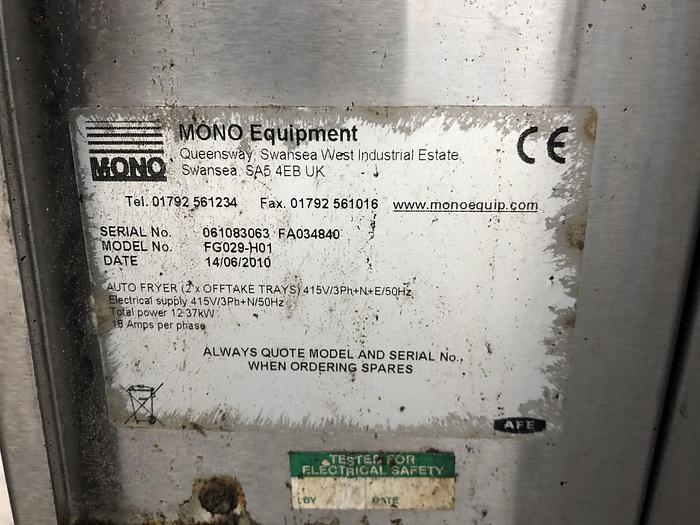 MONO
MONO Equipment
Queensway, Swansea West Industrial Estate
Swansea, SA5 4EB UK
CE
Tel. 01792 561234 Fax. 01792 561016 www.monoequip.com
SERIAL No. 061083063 FA034840
MODEL No. FG029-H01
DATE 14/06/2010
AUTO FRYER (2 x OFFTAKE TRAYS) 415V/3Ph+N+E/50Hz
Electrical supply 415V/3Ph+N/50Hz
Total power 12.37kW
Amps per phase
ALWAYS QUOTE MODEL AND SERIAL No.,
WHEN ORDERING SPARES
AFE
TESTED FOR
ELECTRICAL SAFETY
BY DATE